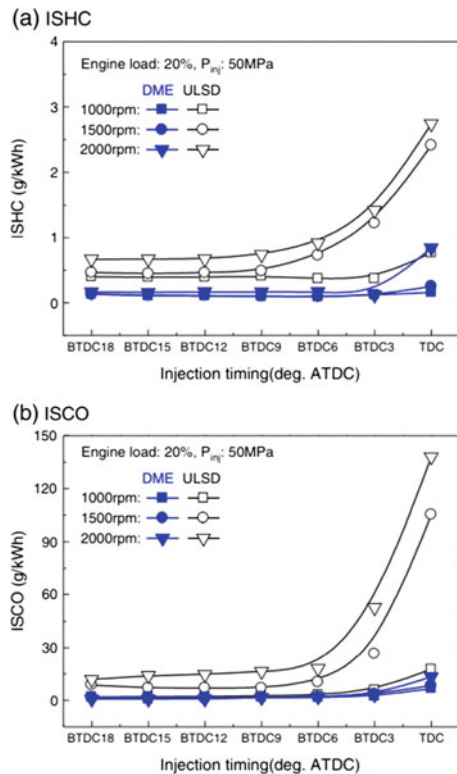 (a) ISHC
Engine load: 20%, Pinj: 50MPa
DME ULSD
1000rpm:
1500rpm:
2000rpm:
4
3
2
1
0
ISHC (g/kWh)
BTDC18 BTDC15 BTDC12 BTDC9 BTDC6 BTDC3 TDC
Injection timing(deg. ATDC)
(b) ISCO
Engine load: 20%, Pinj: 50MPa
DME ULSD
1000rpm:
1500rpm:
2000rpm:
150
120
90
60
30
0
ISCO (g/kWh)
BTDC18 BTDC15 BTDC12 BTDC9 BTDC6 BTDC3 TDC
Injection timing(deg. ATDC)